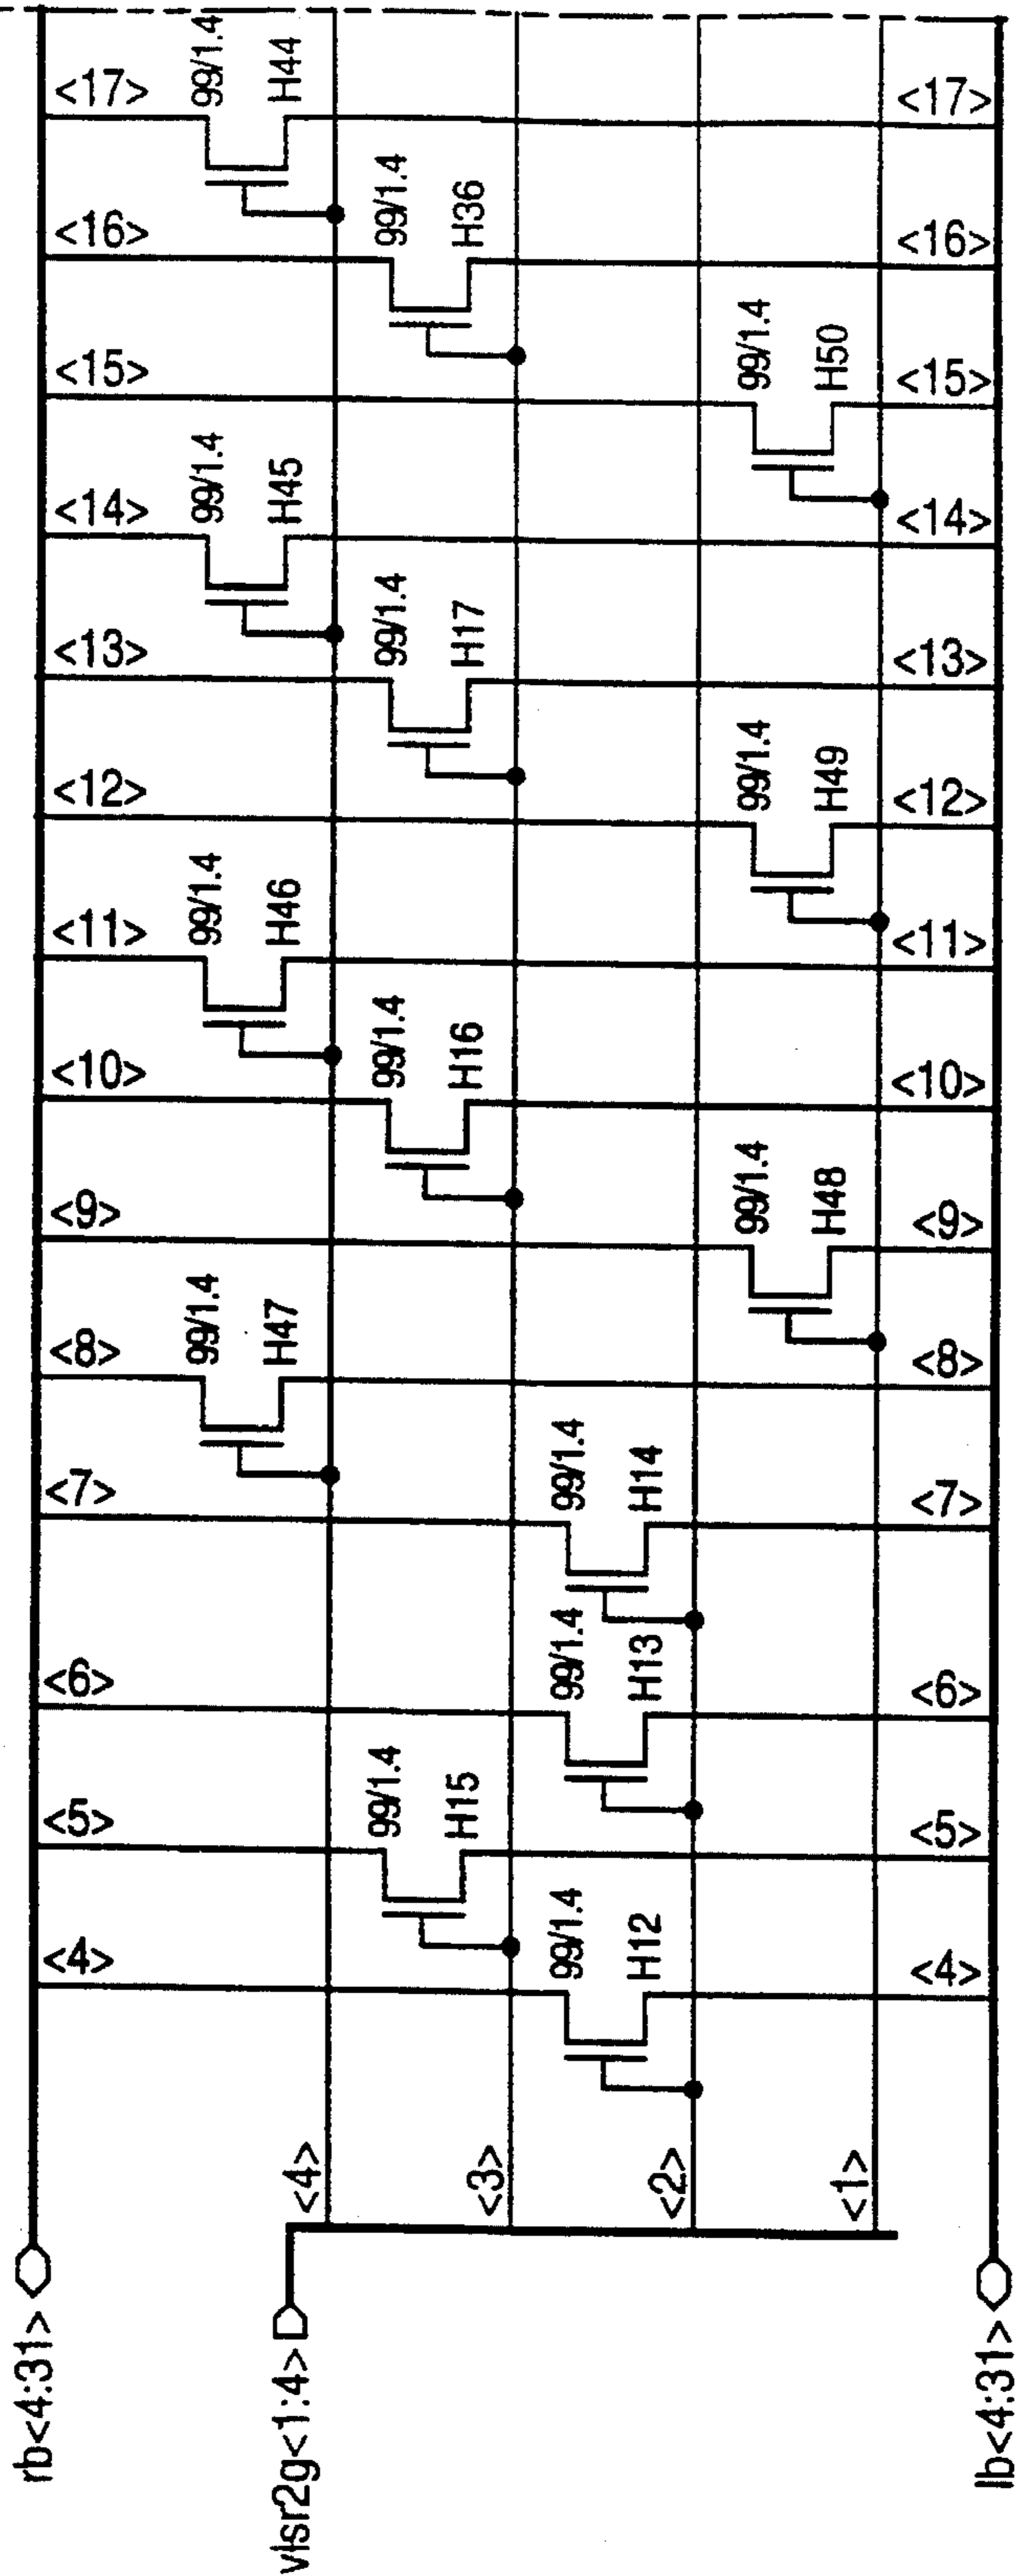 rb<4:31>
<4>
<5>
<6>
<7>
<8>
<9>
<10>
<11>
<12>
<13>
<14>
<15>
<16>
<17>
vlsr2g<1:4>
<4>
99/1.4
H47
99/1.4
H46
99/1.4
H45
99/1.4
H44
<3>
99/1.4
H15
99/1.4
H16
99/1.4
H17
99/1.4
H36
<2>
99/1.4
H12
99/1.4
H13
99/1.4
H14
<1>
99/1.4
H48
99/1.4
H49
99/1.4
H50
lb<4:31>
<4>
<5>
<6>
<7>
<8>
<9>
<10>
<11>
<12>
<13>
<14>
<15>
<16>
<17>